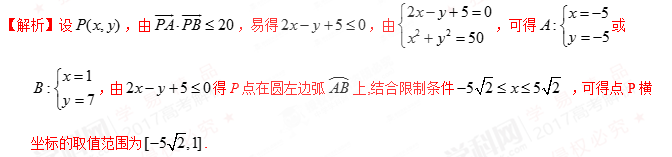 【解析】设 P(x, y)，由 $\overrightarrow{PA}\cdot\overrightarrow{PB}\le 20$，易得 $2x-y+5\le 0$，由 $\begin{cases}2x-y+5=0\\x^2+y^2=50\end{cases}$，可得 $A:\begin{cases}x=-5\\y=-5\end{cases}$ 或
$B:\begin{cases}x=1\\y=7\end{cases}$，由 $2x-y+5\le 0$ 得 P 点在圆左边弧 $\overset{\frown}{AB}$ 上,结合限制条件 $-5\sqrt{2}\le x\le 5\sqrt{2}$ ，可得点 P 横
坐标的取值范围为 $[-5\sqrt{2},1]$.